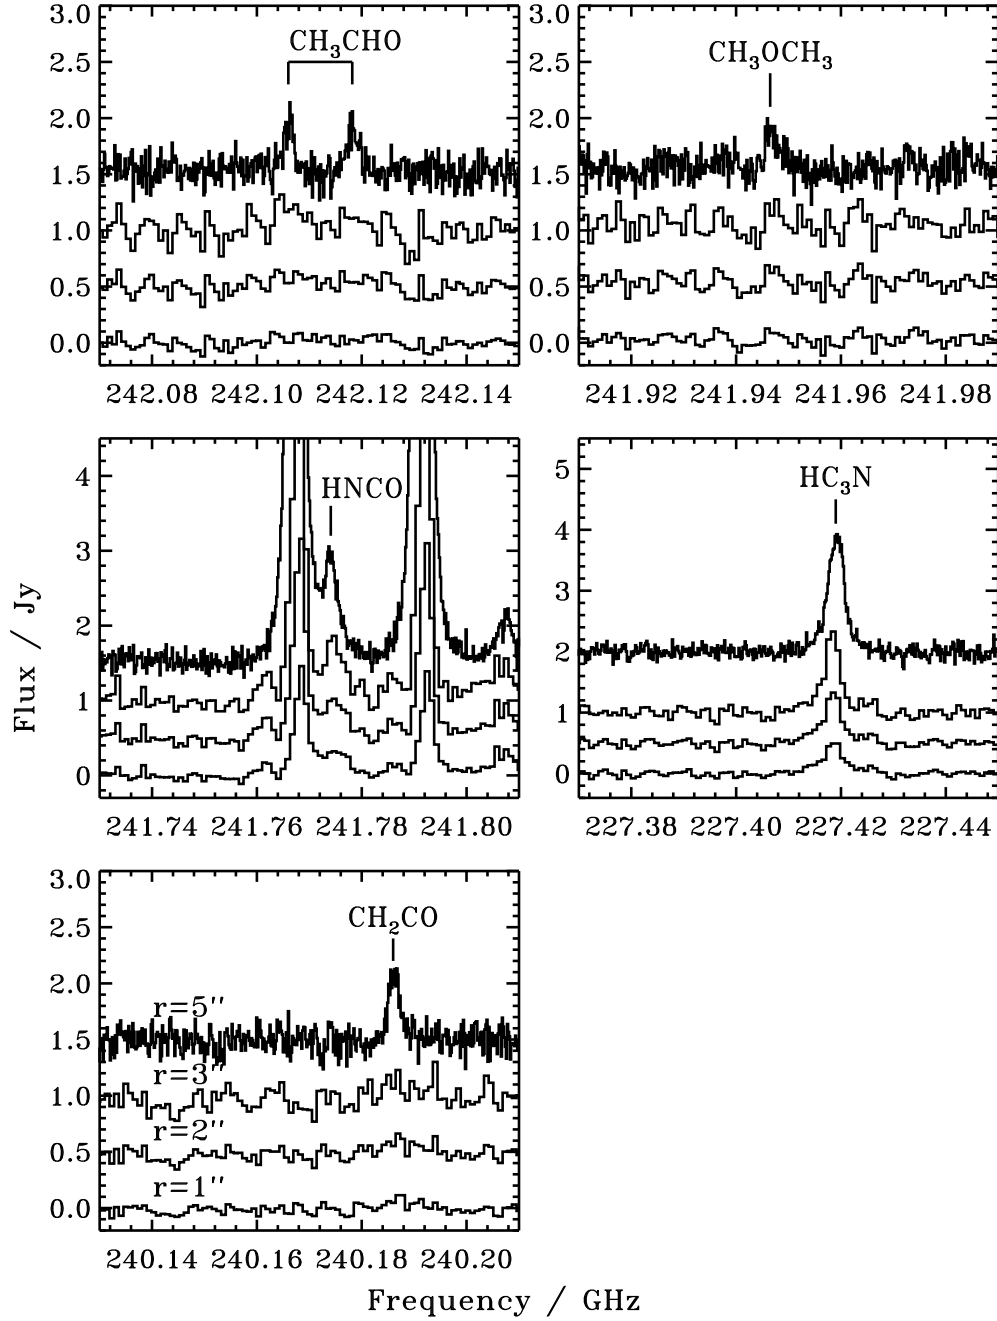 3.0
2.5
2.0
1.5
1.0
0.5
0.0
CH₃CHO
242.08 242.10 242.12 242.14
3.0
2.5
2.0
1.5
1.0
0.5
0.0
CH₃OCH₃
241.92 241.94 241.96 241.98
4
3
2
1
0
HNCO
241.74 241.76 241.78 241.80
5
4
3
2
1
0
HC₃N
227.38 227.40 227.42 227.44
Flux / Jy
3.0
2.5
2.0
1.5
1.0
0.5
0.0
CH₂CO
r=5"
r=3"
r=2"
r=1"
240.14 240.16 240.18 240.20
Frequency / GHz